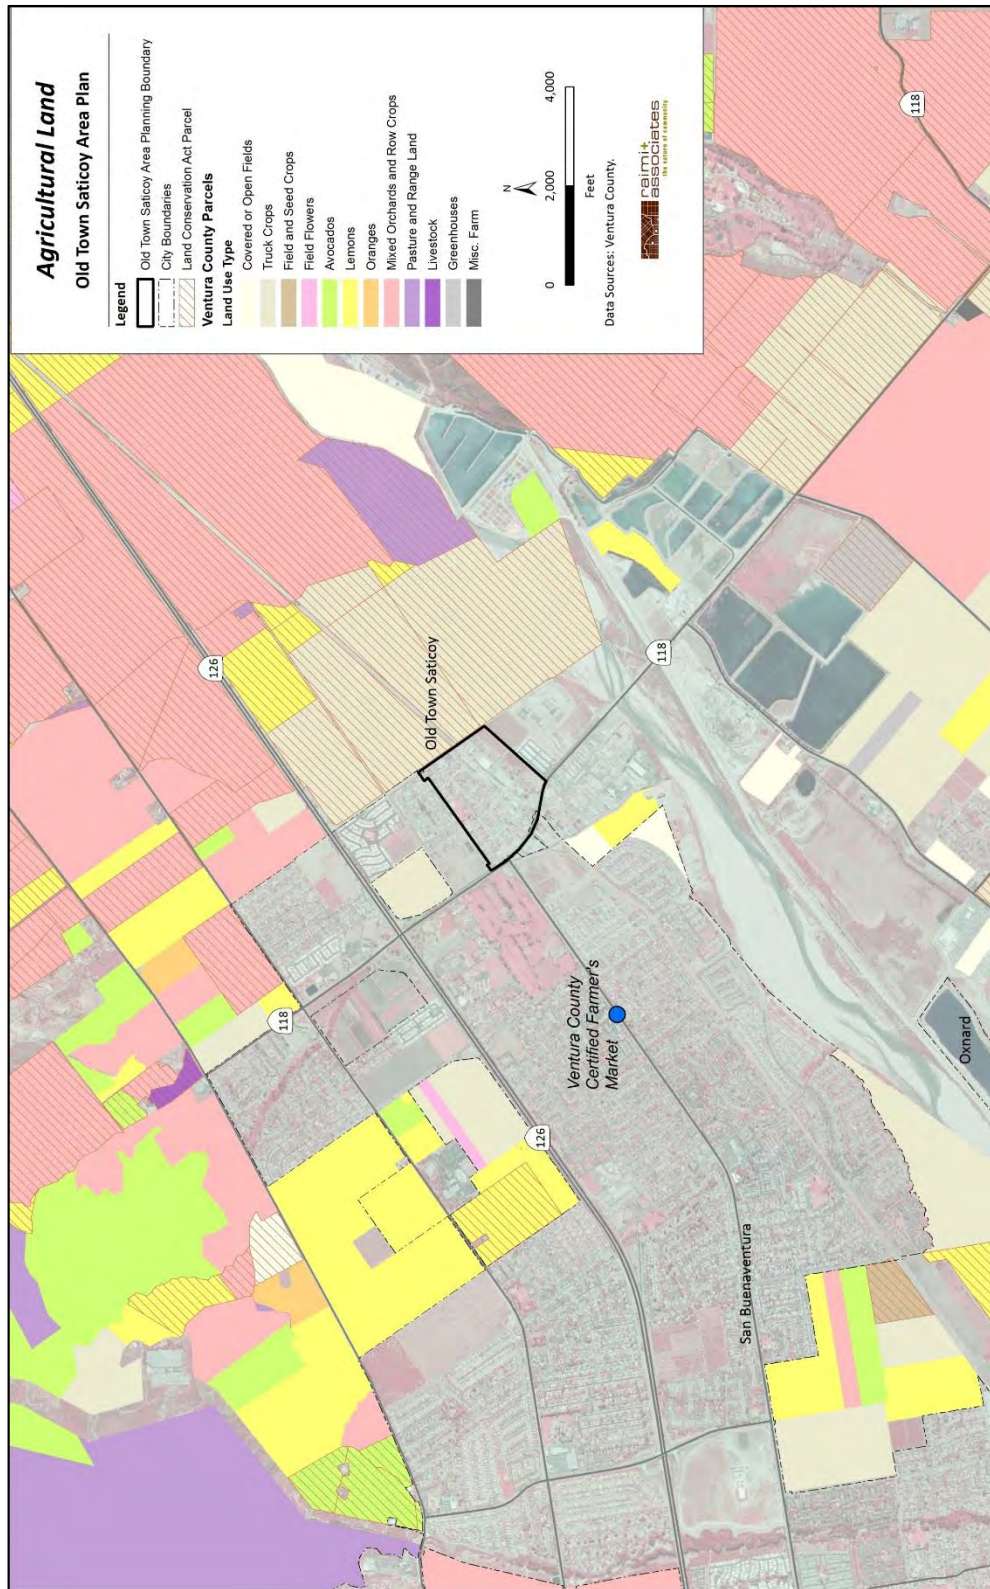 Agricultural Land
Old Town Saticoy Area Plan
Legend
Old Town Saticoy Area Planning Boundary
City Boundaries
Land Conservation Act Parcel
Ventura County Parcels
Land Use Type
Covered or Open Fields
Truck Crops
Field and Seed Crops
Field Flowers
Avocados
Lemons
Oranges
Mixed Orchards and Row Crops
Pasture and Range Land
Livestock
Greenhouses
Misc. Farm
N
0 2,000 4,000
Feet
Data Sources: Ventura County.
raimi+
associates
the nature of community
126
Old Town Saticoy
118
118
118
Ventura County
Certified Farmer's
Market
126
Oxnard
San Buenaventura